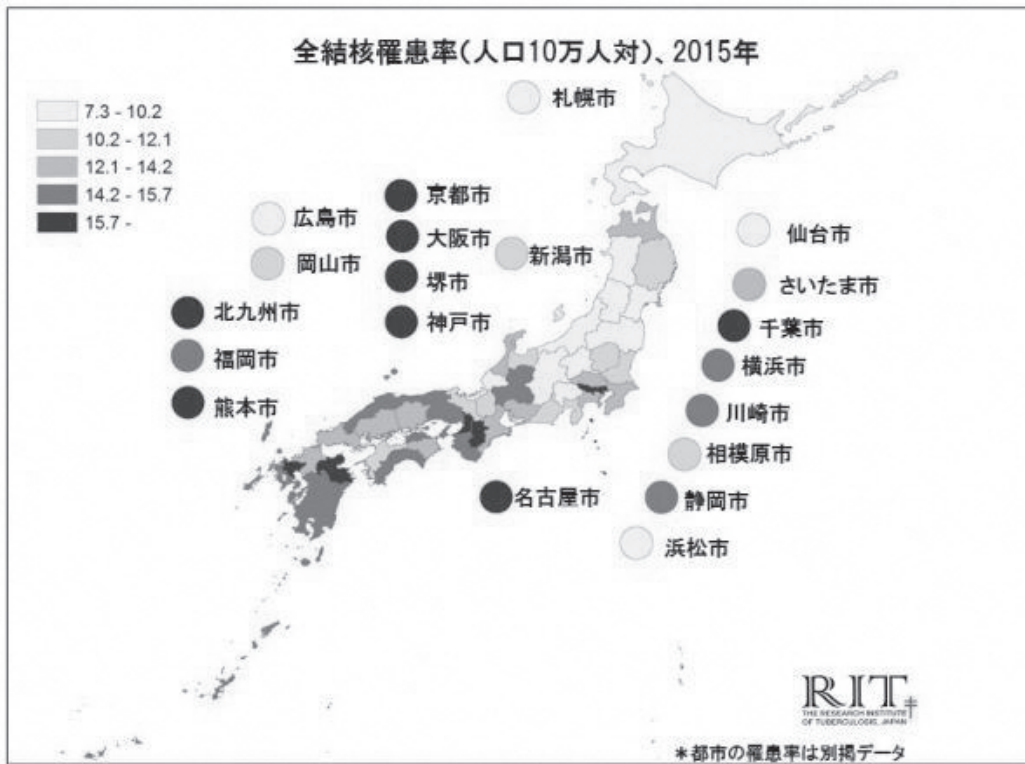 全結核罹患率(人口10万人対)、2015年
7.3 - 10.2
10.2 - 12.1
12.1 - 14.2
14.2 - 15.7
15.7 -
札幌市
京都市
広島市
大阪市
新潟市
仙台市
岡山市
堺市
さいたま市
北九州市
神戸市
千葉市
福岡市
横浜市
熊本市
川崎市
相模原市
名古屋市
静岡市
浜松市
RIT
THE RESEARCH INSTITUTE
OF TUBERCULOSIS, JAPAN
*都市の罹患率は別掲データ